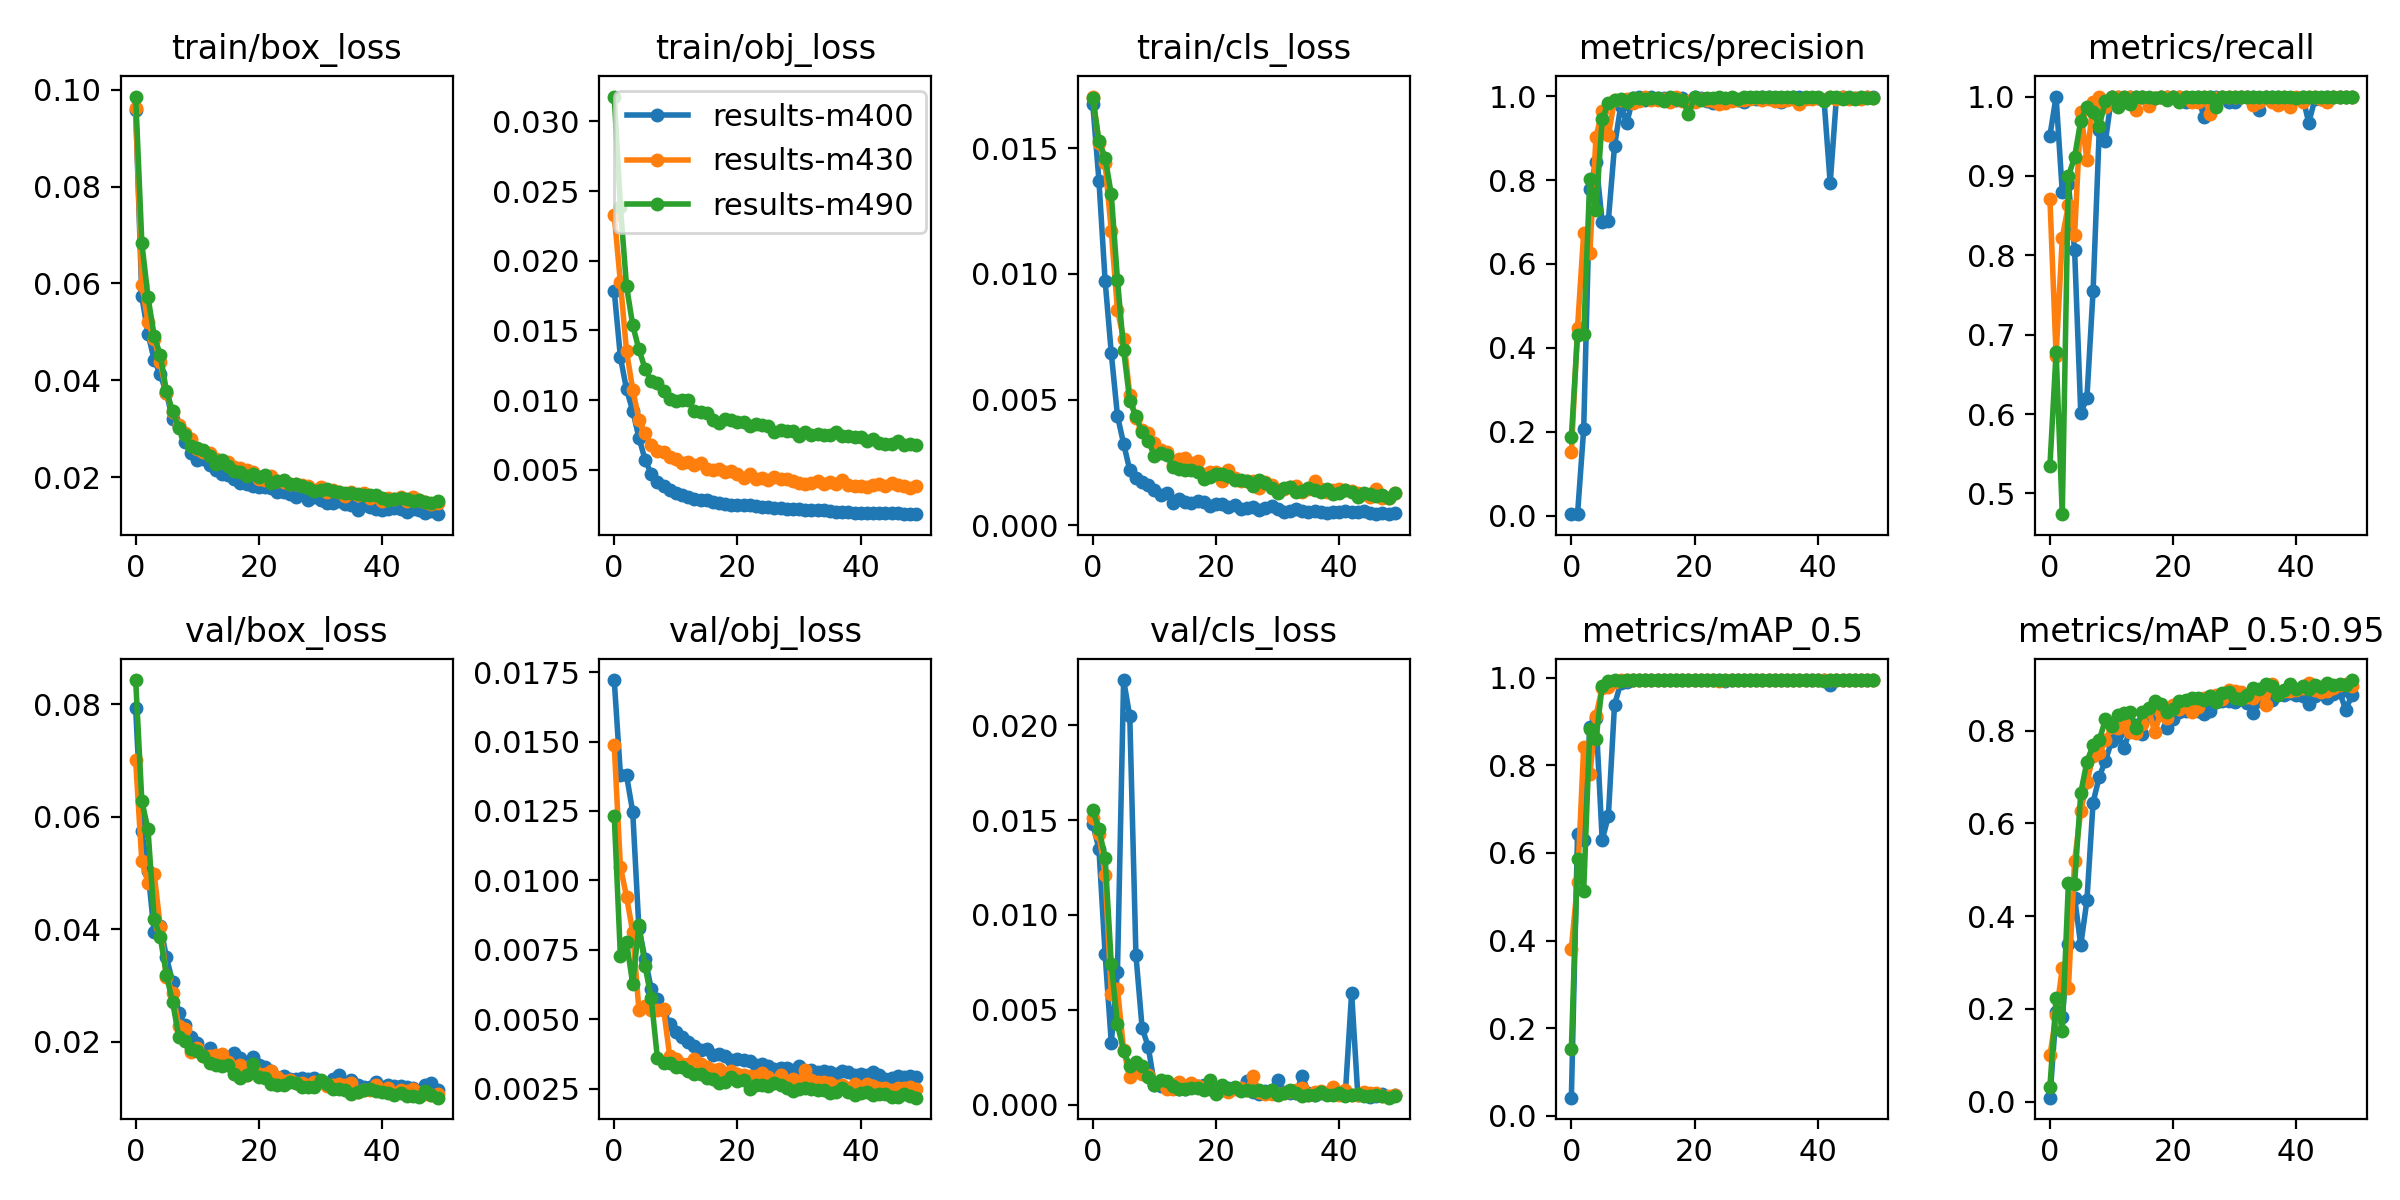 train/box_loss
0.10
0.08
0.06
0.04
0.02
0 20 40
train/obj_loss
0.030
0.025
0.020
0.015
0.010
0.005
0 20 40
results-m400
results-m430
results-m490
train/cls_loss
0.015
0.010
0.005
0.000
0 20 40
metrics/precision
1.0
0.8
0.6
0.4
0.2
0.0
0 20 40
metrics/recall
1.0
0.9
0.8
0.7
0.6
0.5
0 20 40
val/box_loss
0.08
0.06
0.04
0.02
0 20 40
val/obj_loss
0.0175
0.0150
0.0125
0.0100
0.0075
0.0050
0.0025
0 20 40
val/cls_loss
0.020
0.015
0.010
0.005
0.000
0 20 40
metrics/mAP_0.5
1.0
0.8
0.6
0.4
0.2
0.0
0 20 40
metrics/mAP_0.5:0.95
0.8
0.6
0.4
0.2
0.0
0 20 40